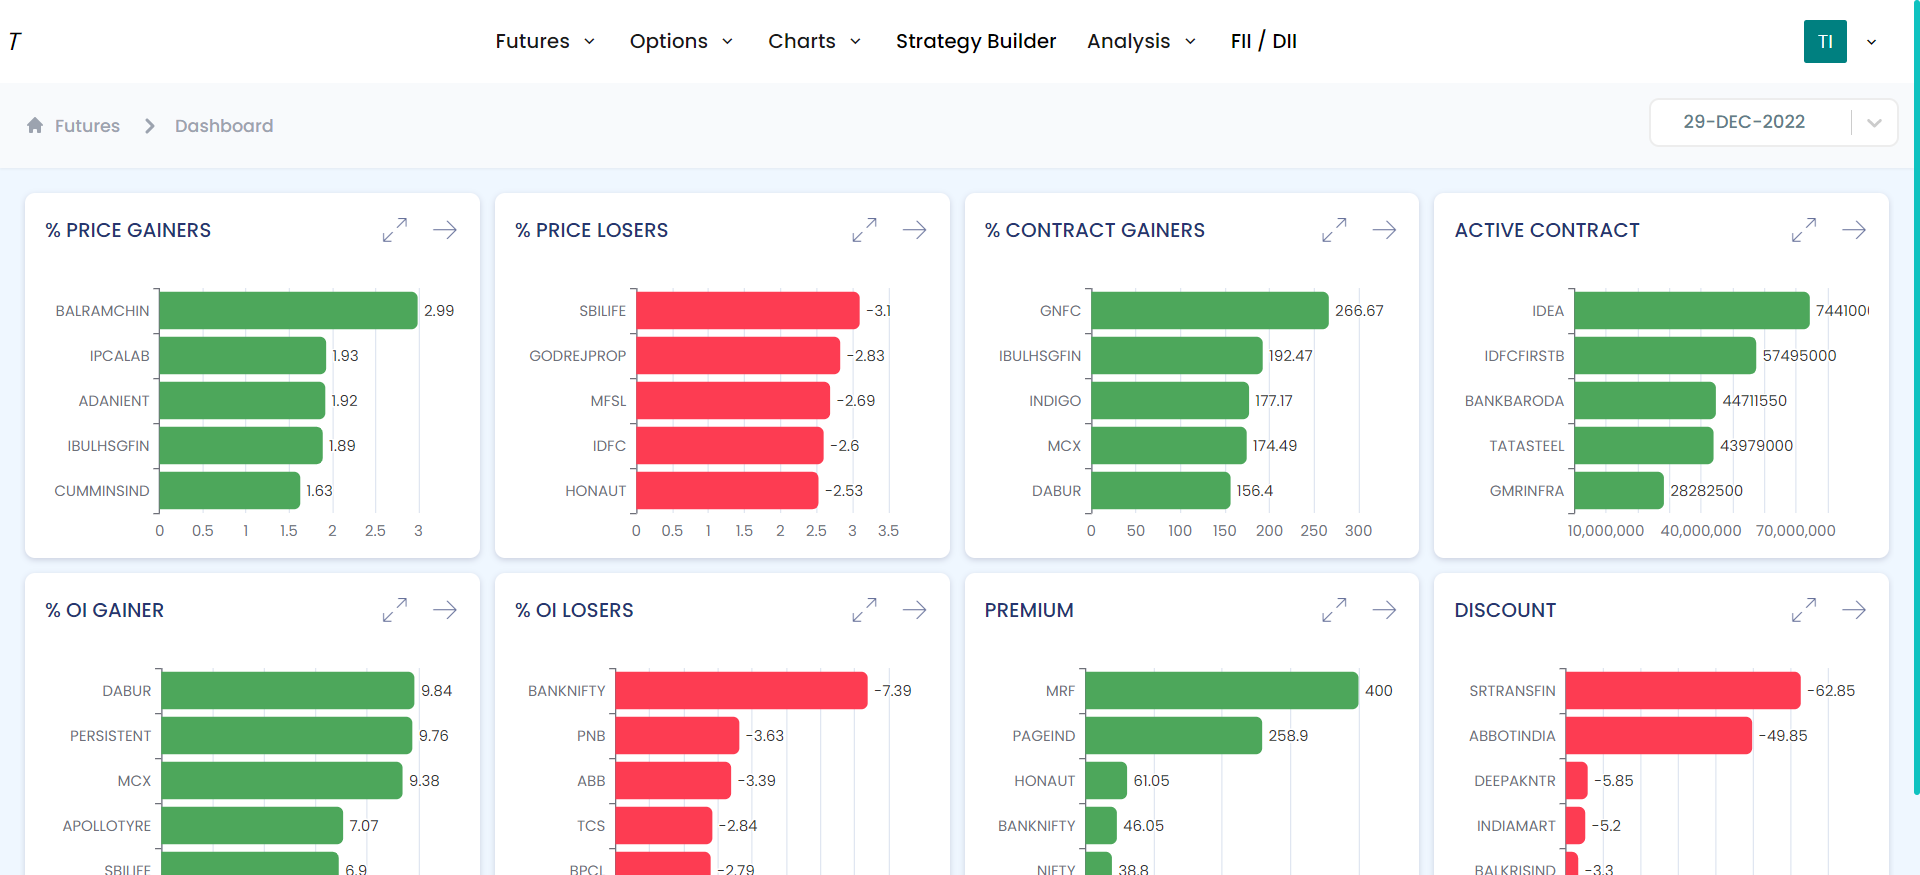 T
Futures Options Charts Strategy Builder Analysis FII / DII
TI
Futures Dashboard
29-DEC-2022
% PRICE GAINERS
BALRAMCHIN 2.99
IPCALAB 1.93
ADANIENT 1.92
IBULHSGFIN 1.89
CUMMINSIND 1.63
0 0.5 1 1.5 2 2.5 3
% PRICE LOSERS
SBILIFE -3.1
GODREJPROP -2.83
MFSL -2.69
IDFC -2.6
HONAUT -2.53
0 0.5 1 1.5 2 2.5 3 3.5
% CONTRACT GAINERS
GNFC 266.67
IBULHSGFIN 192.47
INDIGO 177.17
MCX 174.49
DABUR 156.4
0 50 100 150 200 250 300
ACTIVE CONTRACT
IDEA
IDFCFIRSTB 57495000
BANKBARODA 44711550
TATASTEEL 43979000
GMRINFRA 28282500
10,000,000 40,000,000 70,000,000
% OI GAINER
DABUR 9.84
PERSISTENT 9.76
MCX 9.38
APOLLOTYRE 7.07
SBILIFE 6.9
% OI LOSERS
BANKNIFTY -7.39
PNB -3.63
ABB -3.39
TCS -2.84
BPCL -2.79
PREMIUM
MRF 400
PAGEIND 258.9
HONAUT 61.05
BANKNIFTY 46.05
NIFTY 38.8
DISCOUNT
SRTRANSFIN -62.85
ABBOTINDIA -49.85
DEEPAKNTR -5.85
INDIAMART -5.2
BALKRISIND -3.3